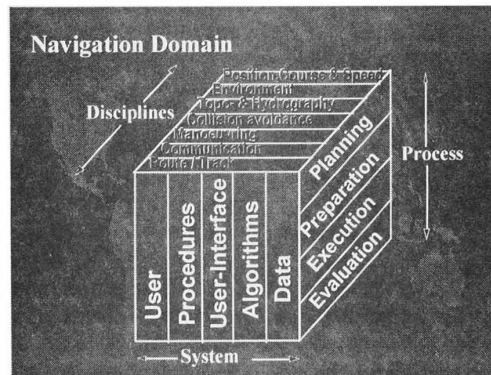 Navigation Domain
Disciplines
Position Course & Speed
Environment
Topo- & Hydrography
Collision avoidance
Manoeuvring
Communication
Route / Track
Process
Planning
Preparation
Execution
Evaluation
User
Procedures
User-Interface
Algorithms
Data
System